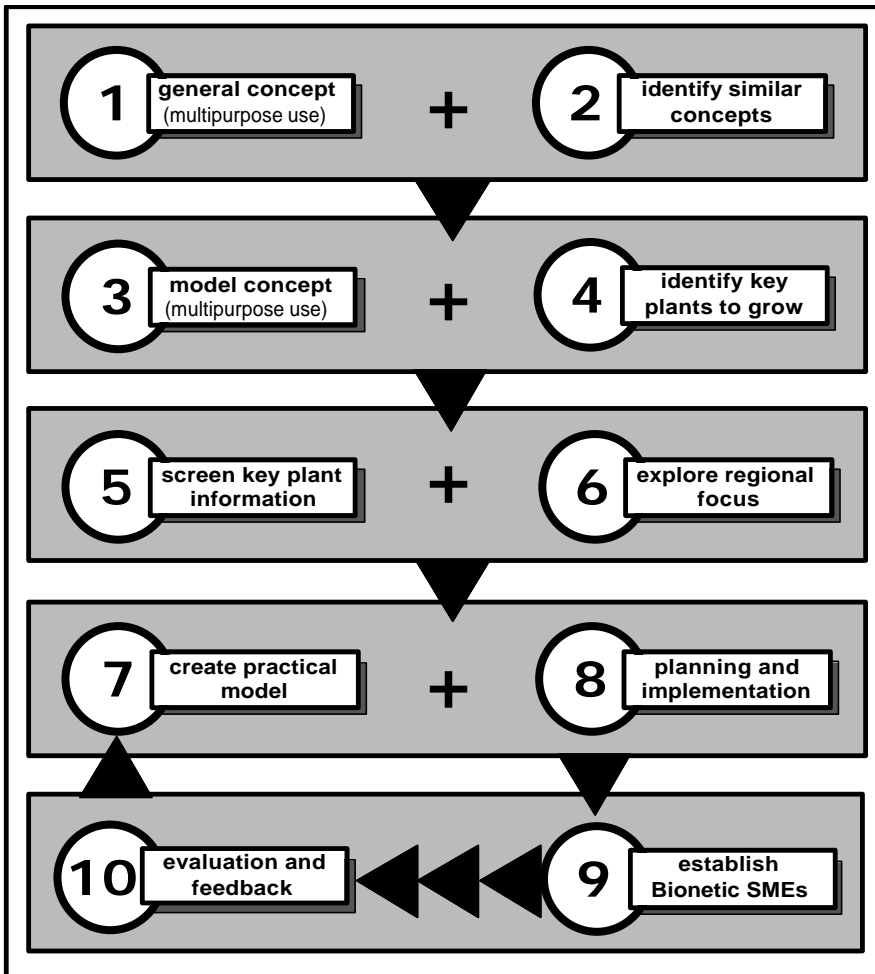 1
general concept
(multipurpose use)
+
2
identify similar
concepts
3
model concept
(multipurpose use)
+
4
identify key
plants to grow
5
screen key plant
information
+
6
explore regional
focus
7
create practical
model
+
8
planning and
implementation
10
evaluation and
feedback
9
establish
Bionetic SMEs